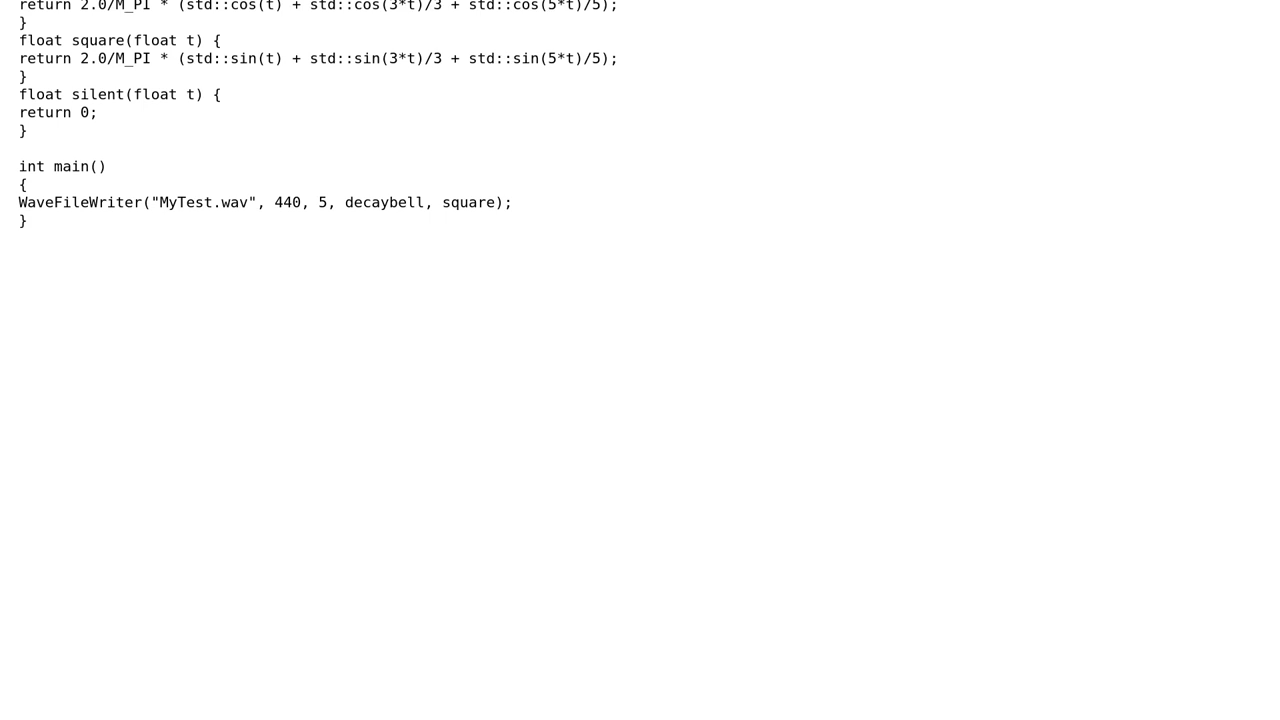 return 2.0/M_PI * (std::cos(t) + std::cos(3*t)/3 + std::cos(5*t)/5);
}
float square(float t) {
return 2.0/M_PI * (std::sin(t) + std::sin(3*t)/3 + std::sin(5*t)/5);
}
float silent(float t) {
return 0;
}

int main()
{
WaveFileWriter("MyTest.wav", 440, 5, decaybell, square);
}